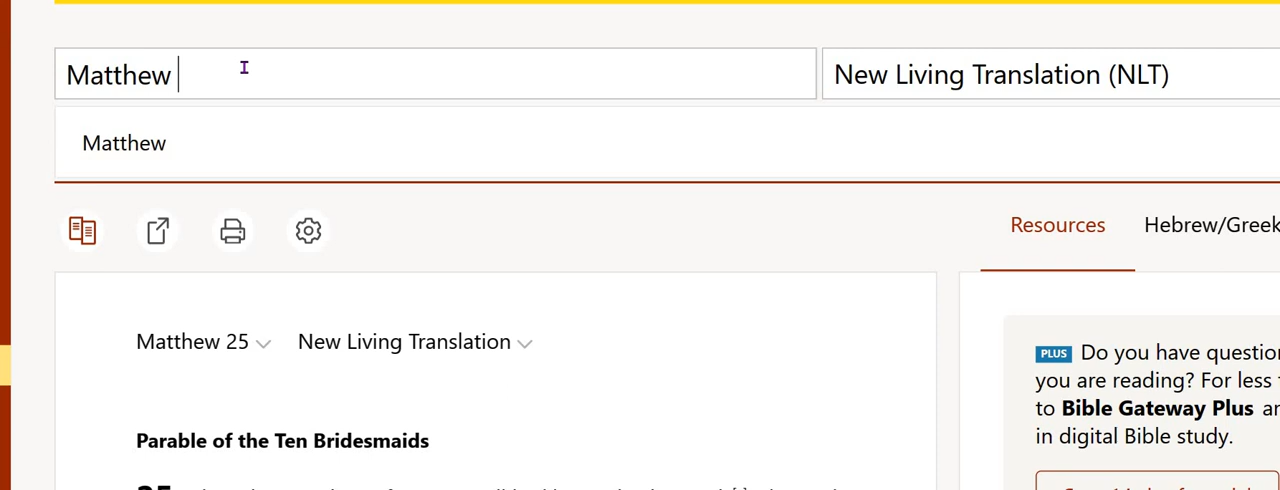 Matthew
New Living Translation (NLT)
Matthew
Resources
Hebrew/Greek
Matthew 25
New Living Translation
Parable of the Ten Bridesmaids
PLUS Do you have question
you are reading? For less
to Bible Gateway Plus
in digital Bible study.